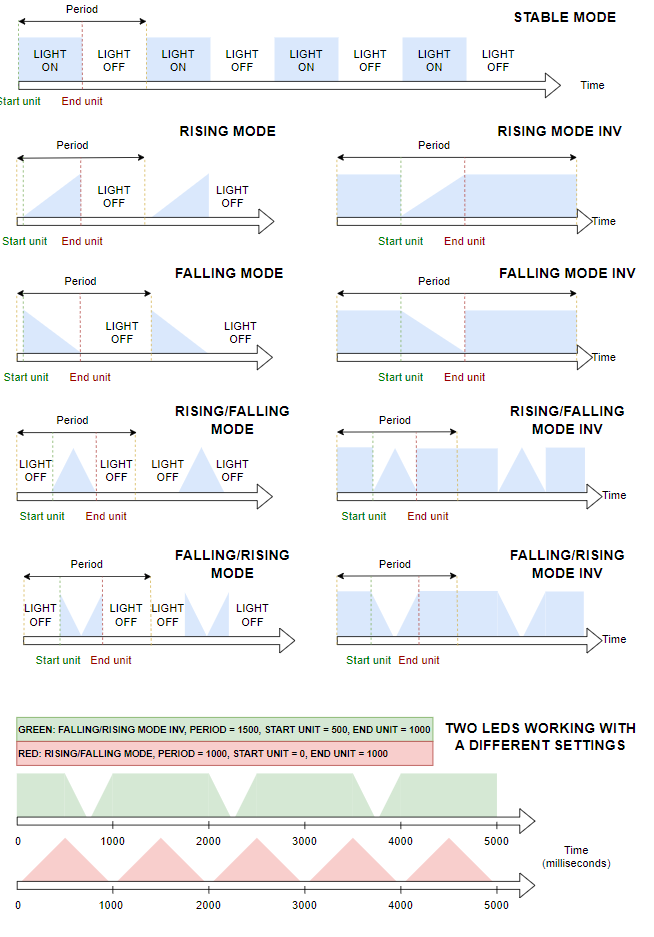 Period
STABLE MODE
LIGHT
ON
LIGHT
OFF
LIGHT
ON
LIGHT
OFF
LIGHT
ON
LIGHT
OFF
LIGHT
ON
LIGHT
OFF
Time
Start unit
End unit
RISING MODE
Period
LIGHT
OFF
LIGHT
OFF
Start unit
End unit
RISING MODE INV
Period
Time
Start unit
End unit
FALLING MODE
Period
LIGHT
OFF
LIGHT
OFF
Start unit
End unit
FALLING MODE INV
Period
Time
Start unit
End unit
RISING/FALLING
MODE
Period
LIGHT
OFF
LIGHT
OFF
LIGHT
OFF
LIGHT
OFF
Start unit
End unit
RISING/FALLING
MODE INV
Period
Time
Start unit
End unit
FALLING/RISING
MODE
Period
LIGHT
OFF
LIGHT
OFF
LIGHT
OFF
LIGHT
OFF
Start unit
End unit
FALLING/RISING
MODE INV
Period
Time
Start unit
End unit
GREEN: FALLING/RISING MODE INV, PERIOD = 1500, START UNIT = 500, END UNIT = 1000
RED: RISING/FALLING MODE, PERIOD = 1000, START UNIT = 0, END UNIT = 1000
TWO LEDS WORKING WITH
A DIFFERENT SETTINGS
0 1000 2000 3000 4000 5000
Time
(milliseconds)
0 1000 2000 3000 4000 5000